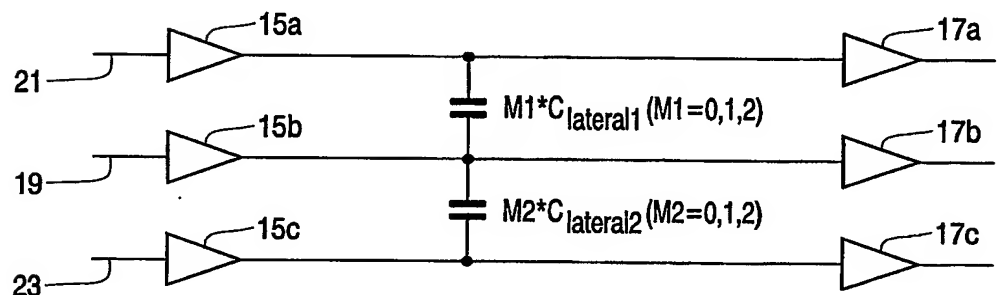 15a
17a
21
M1*Clateral1 (M1=0,1,2)
15b
17b
19
M2*Clateral2 (M2=0,1,2)
15c
17c
23